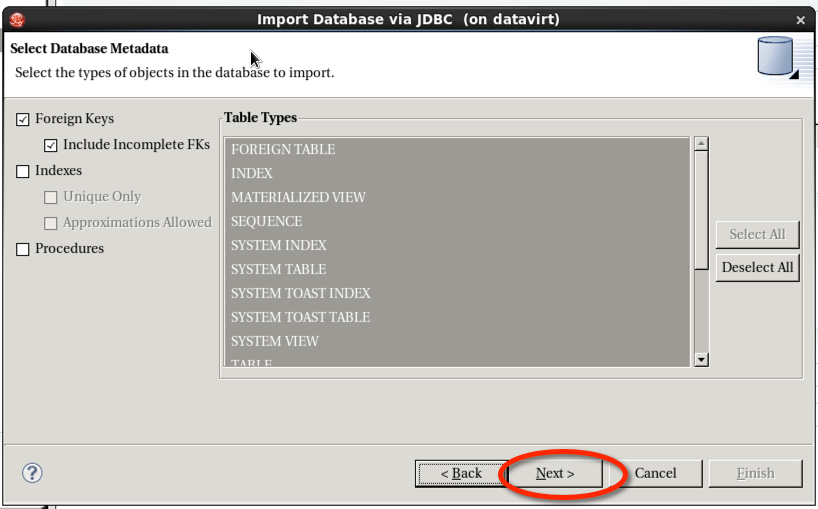 Import Database via JDBC (on datavirt)
Select Database Metadata
Select the types of objects in the database to import.
Foreign Keys
Include Incomplete FKs
Indexes
Unique Only
Approximations Allowed
Procedures
Table Types
FOREIGN TABLE
INDEX
MATERIALIZED VIEW
SEQUENCE
SYSTEM INDEX
SYSTEM TABLE
SYSTEM TOAST INDEX
SYSTEM TOAST TABLE
SYSTEM VIEW
TABLE
Select All
Deselect All
< Back
Next >
Cancel
Finish